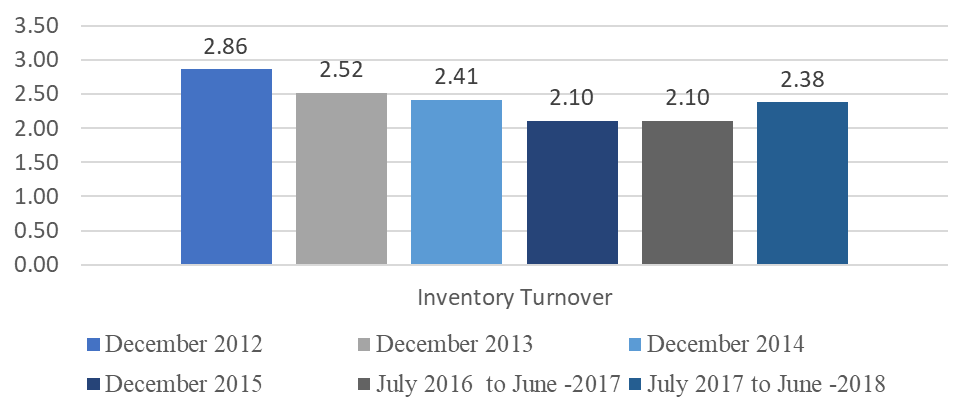 3.50
3.00
2.50
2.00
1.50
1.00
0.50
0.00
2.86
2.52
2.41
2.10
2.10
2.38
Inventory Turnover
December 2012
December 2013
December 2014
December 2015
July 2016  to June -2017
July 2017 to June -2018